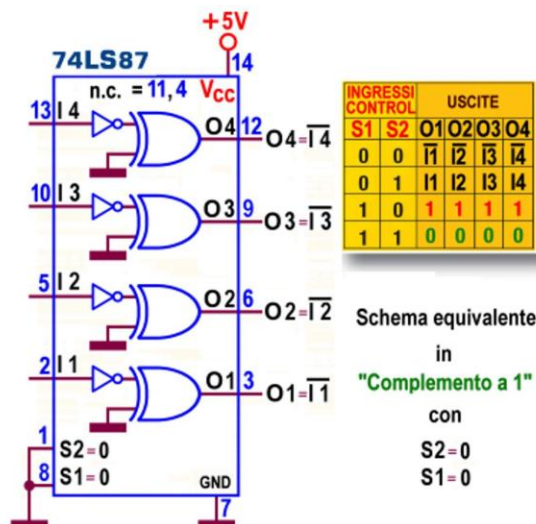 +5V
74LS87
14
n.c. = 11, 4 Vcc
13 I4 O4 12 O4=I̅4̅
10 I3 O3 9 O3=I̅3̅
5 I2 O2 6 O2=I̅2̅
2 I1 O1 3 O1=I̅1̅
1 S2=0
8 S1=0
GND
7
INGRESSI CONTROL USCITE
S1 S2 O1 O2 O3 O4
0 0 I̅1̅ I̅2̅ I̅3̅ I̅4̅
0 1 I1 I2 I3 I4
1 0 1 1 1 1
1 1 0 0 0 0
Schema equivalente
in
"Complemento a 1"
con
S2=0
S1=0